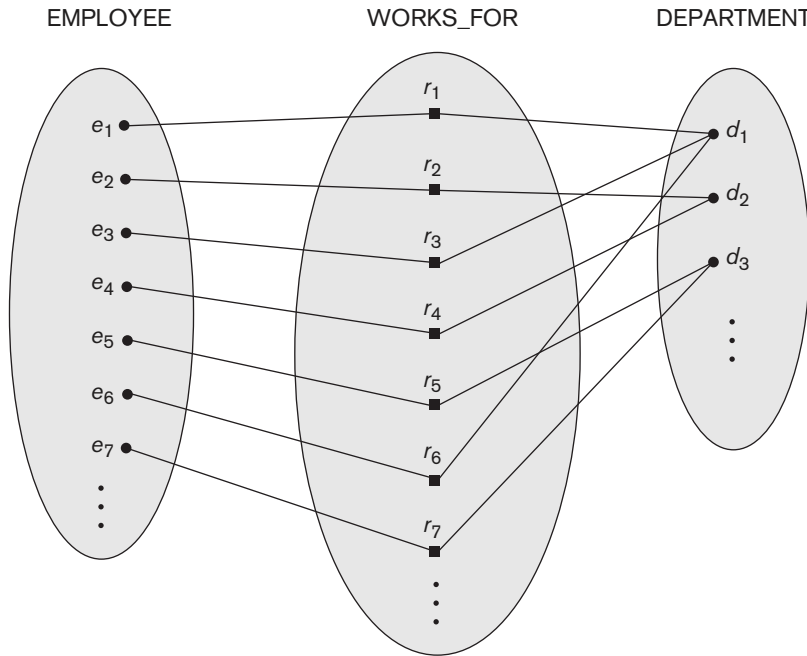 EMPLOYEE WORKS_FOR DEPARTMENT
e1
e2
e3
e4
e5
e6
e7
r1
r2
r3
r4
r5
r6
r7
d1
d2
d3